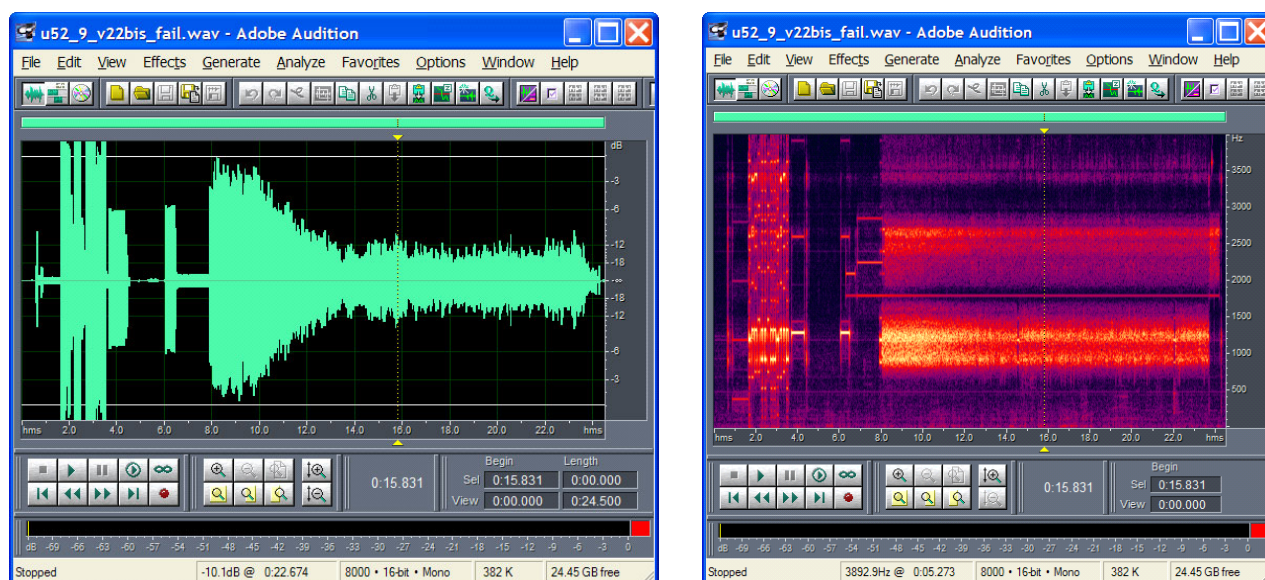 u52_9_v22bis_fail.wav - Adobe Audition
File Edit View Effects Generate Analyze Favorites Options Window Help
dB
-3
-6
-12
-18
-∞
-18
-12
-6
-3
hms 2.0 4.0 6.0 8.0 10.0 12.0 14.0 16.0 18.0 20.0 22.0 hms
0:15.831
Begin Length
Sel 0:15.831 0:00.000
View 0:00.000 0:24.500
dB -69 -66 -63 -60 -57 -54 -51 -48 -45 -42 -39 -36 -33 -30 -27 -24 -21 -18 -15 -12 -9 -6 -3 0
Stopped -10.1dB @ 0:22.674 8000 • 16-bit • Mono 382 K 24.45 GB free
u52_9_v22bis_fail.wav - Adobe Audition
File Edit View Effects Generate Analyze Favorites Options Window Help
Hz
3500
3000
2500
2000
1500
1000
500
hms 2.0 4.0 6.0 8.0 10.0 12.0 14.0 16.0 18.0 20.0 22.0 hms
0:15.831
Begin
Sel 0:15.831
View 0:00.000
dB -69 -66 -63 -60 -57 -54 -51 -48 -45 -42 -39 -36 -33 -30 -27 -24 -21 -18 -15 -12 -9 -6 -3 0
Stopped 3892.9Hz @ 0:05.273 8000 • 16-bit • Mono 382 K 24.45 GB free